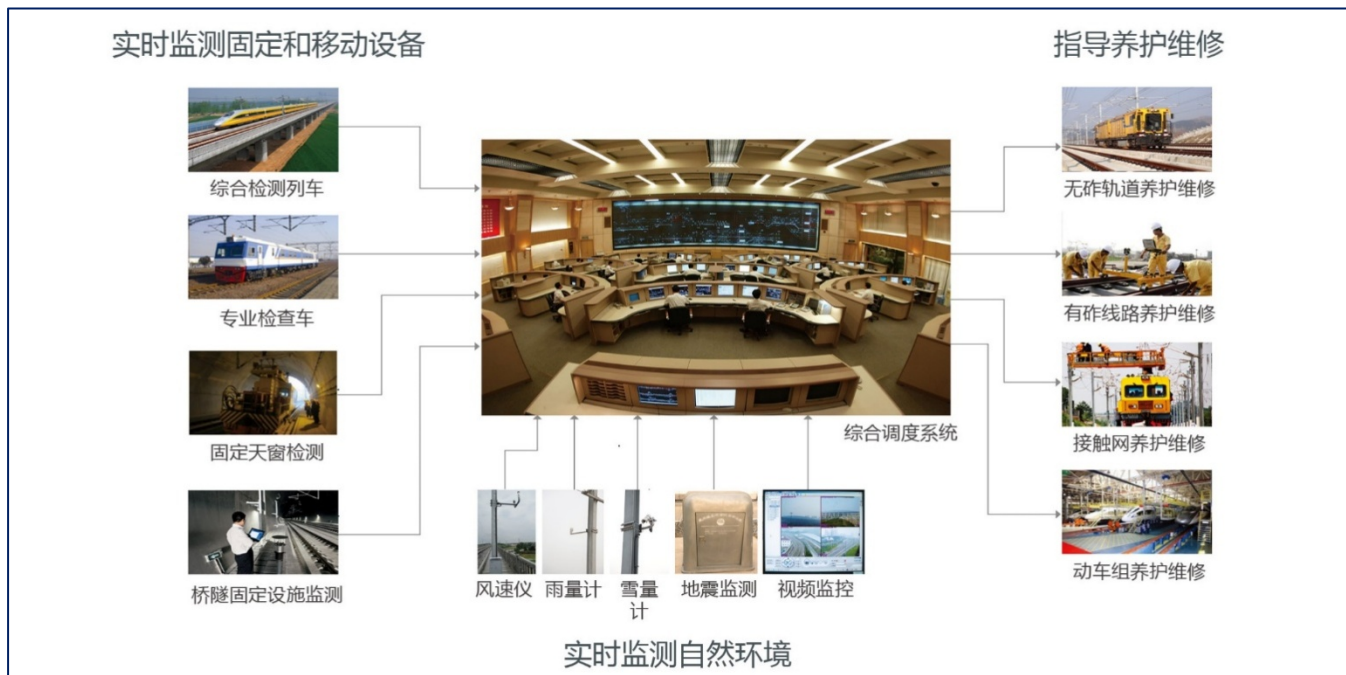 实时监测固定和移动设备
指导养护维修
综合检测列车
专业检查车
固定天窗检测
桥隧固定设施监测
综合调度系统
无砟轨道养护维修
有砟线路养护维修
接触网养护维修
动车组养护维修
风速仪
雨量计
雪量
计
地震监测
视频监控
实时监测自然环境